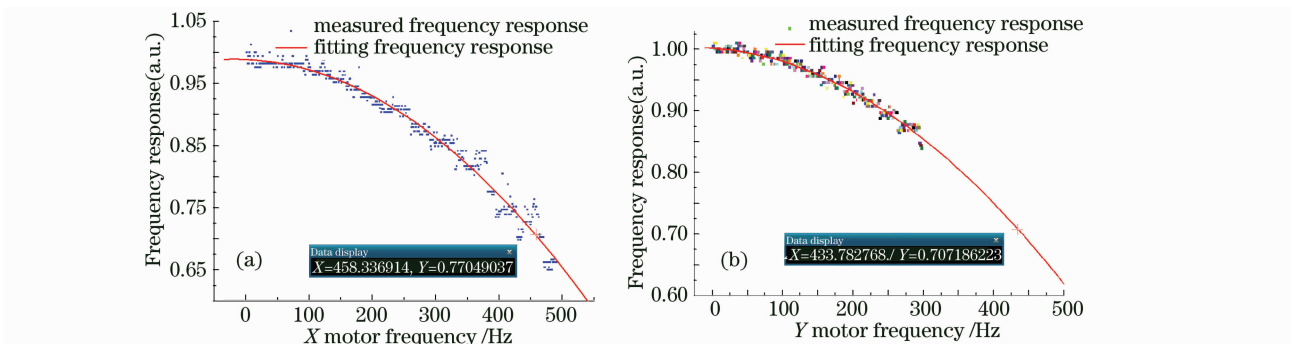 measured frequency response
fitting frequency response
1.05
0.95
0.85
0.75
0.65
Frequency response(a.u.)
(a)
Data display ×
X=458.336914, Y=0.77049037
0 100 200 300 400 500
X motor frequency /Hz
measured frequency response
fitting frequency response
1.00
0.90
0.80
0.70
0.60
Frequency response(a.u.)
(b)
Data display ×
X=433.782768./ Y=0.707186223
0 100 200 300 400 500
Y motor frequency /Hz